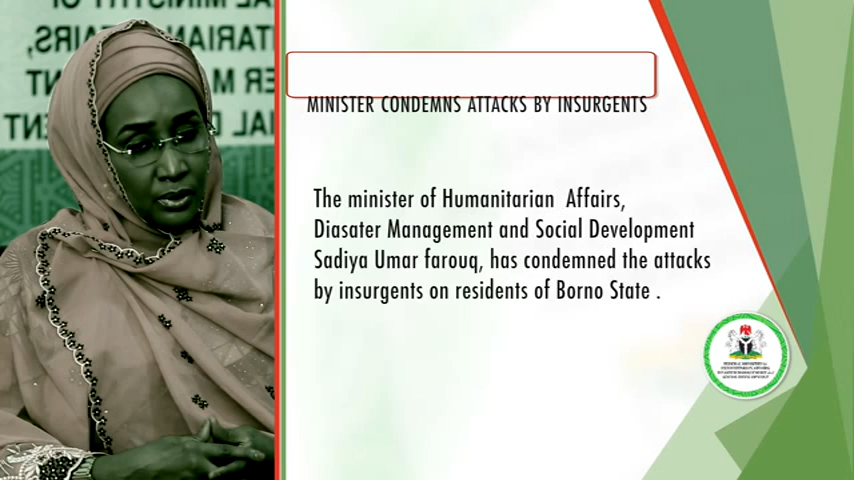 MINISTER CONDEMNS ATTACKS BY INSURGENTS
The minister of Humanitarian Affairs,
Diasater Management and Social Development
Sadiya Umar farouq, has condemned the attacks
by insurgents on residents of Borno State .